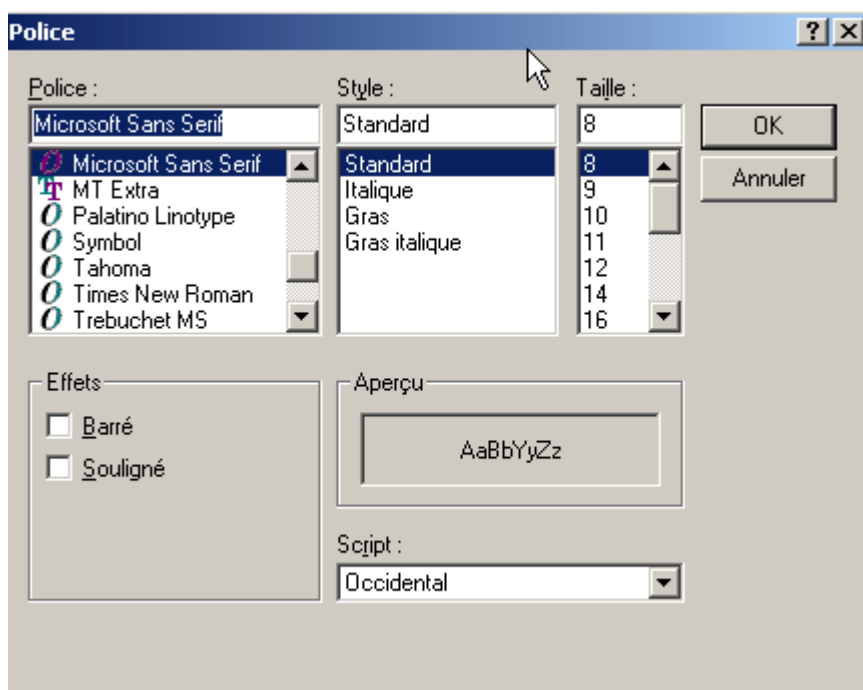 Police
Police :
Style :
Taille :
Microsoft Sans Serif
Standard
8
OK
Microsoft Sans Serif
MT Extra
Palatino Linotype
Symbol
Tahoma
Times New Roman
Trebuchet MS
Standard
Italique
Gras
Gras italique
8
9
10
11
12
14
16
Annuler
Effets
Barré
Souligné
Aperçu
AaBbYyZz
Script :
Occidental